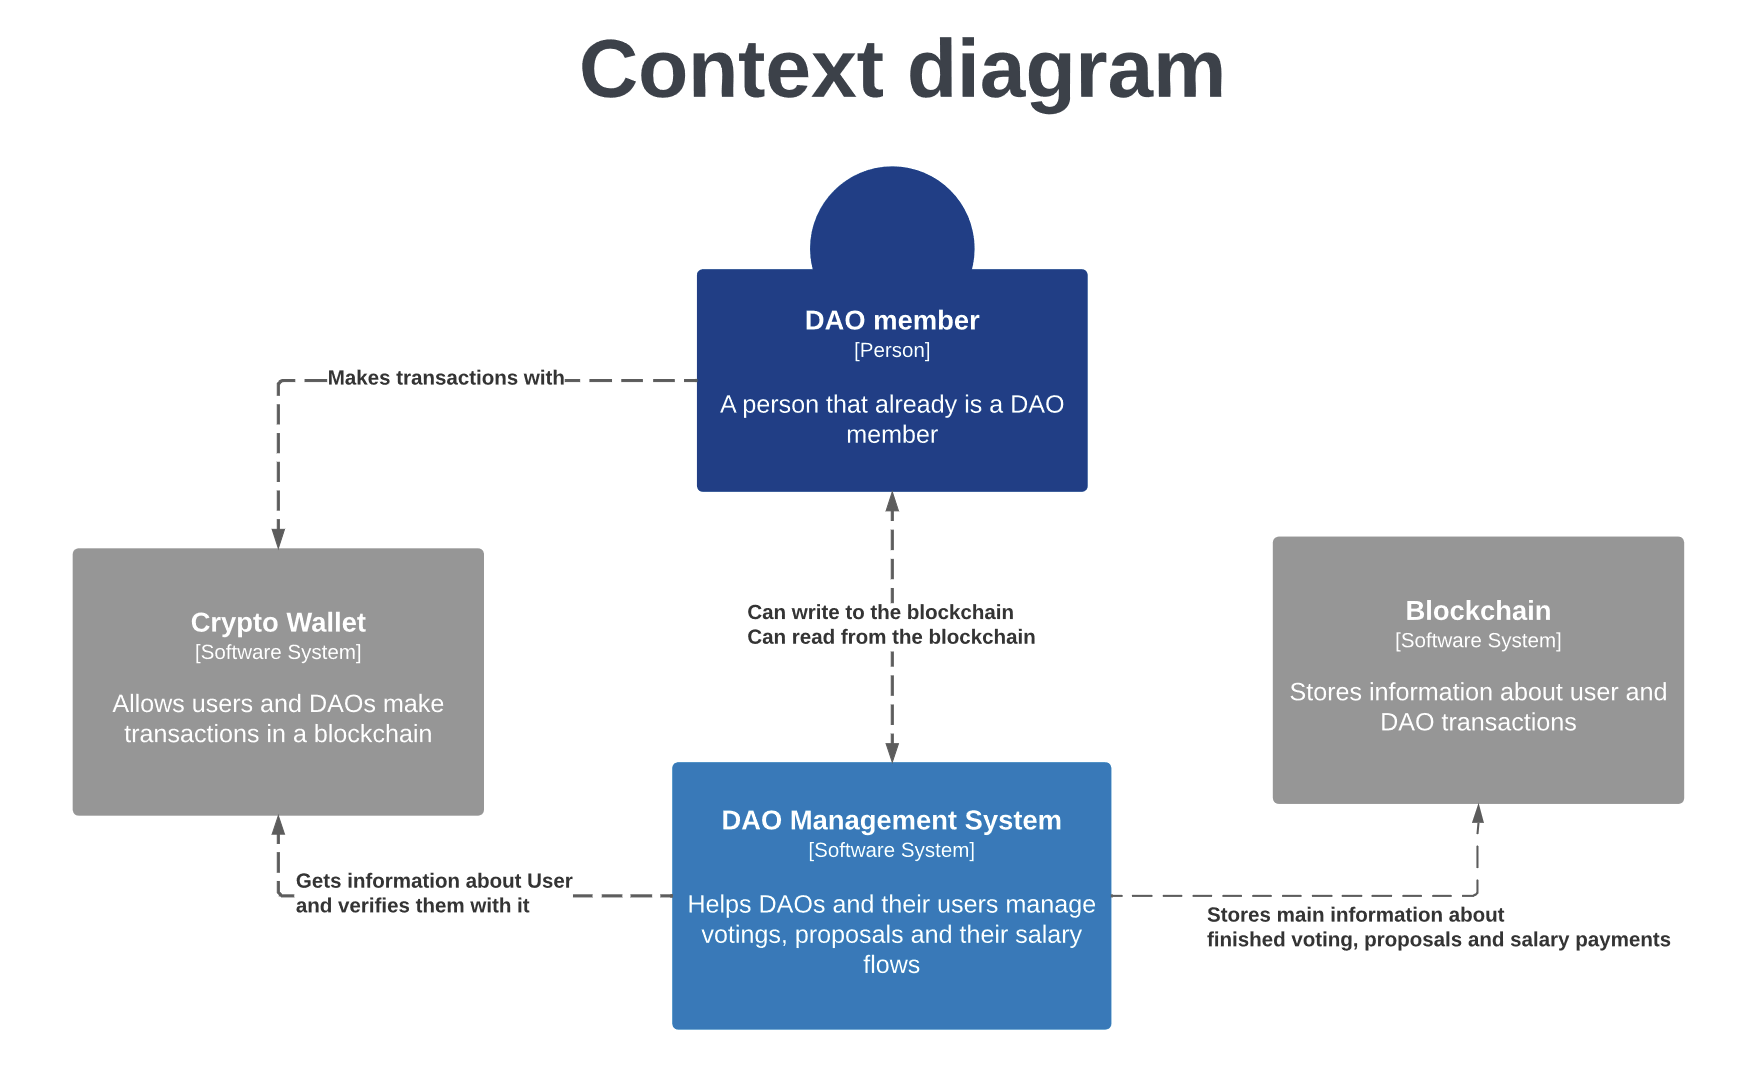 Context diagram
DAO member
[Person]
A person that already is a DAO
member
Makes transactions with
Crypto Wallet
[Software System]
Allows users and DAOs make
transactions in a blockchain
Can write to the blockchain
Can read from the blockchain
Blockchain
[Software System]
Stores information about user and
DAO transactions
DAO Management System
[Software System]
Helps DAOs and their users manage
votings, proposals and their salary
flows
Gets information about User
and verifies them with it
Stores main information about
finished voting, proposals and salary payments